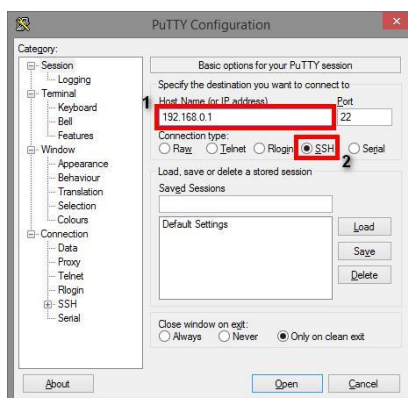 PuTTY Configuration
Category:
Session
Logging
Terminal
Keyboard
Bell
Features
Window
Appearance
Behaviour
Translation
Selection
Colours
Connection
Data
Proxy
Telnet
Rlogin
SSH
Serial
Basic options for your PuTTY session
Specify the destination you want to connect to
1 Host Name (or IP address) Port
192.168.0.1 22
Connection type:
Raw Telnet Rlogin SSH Serial
2
Load, save or delete a stored session
Saved Sessions
Default Settings
Load
Save
Delete
Close window on exit:
Always Never Only on clean exit
About Open Cancel